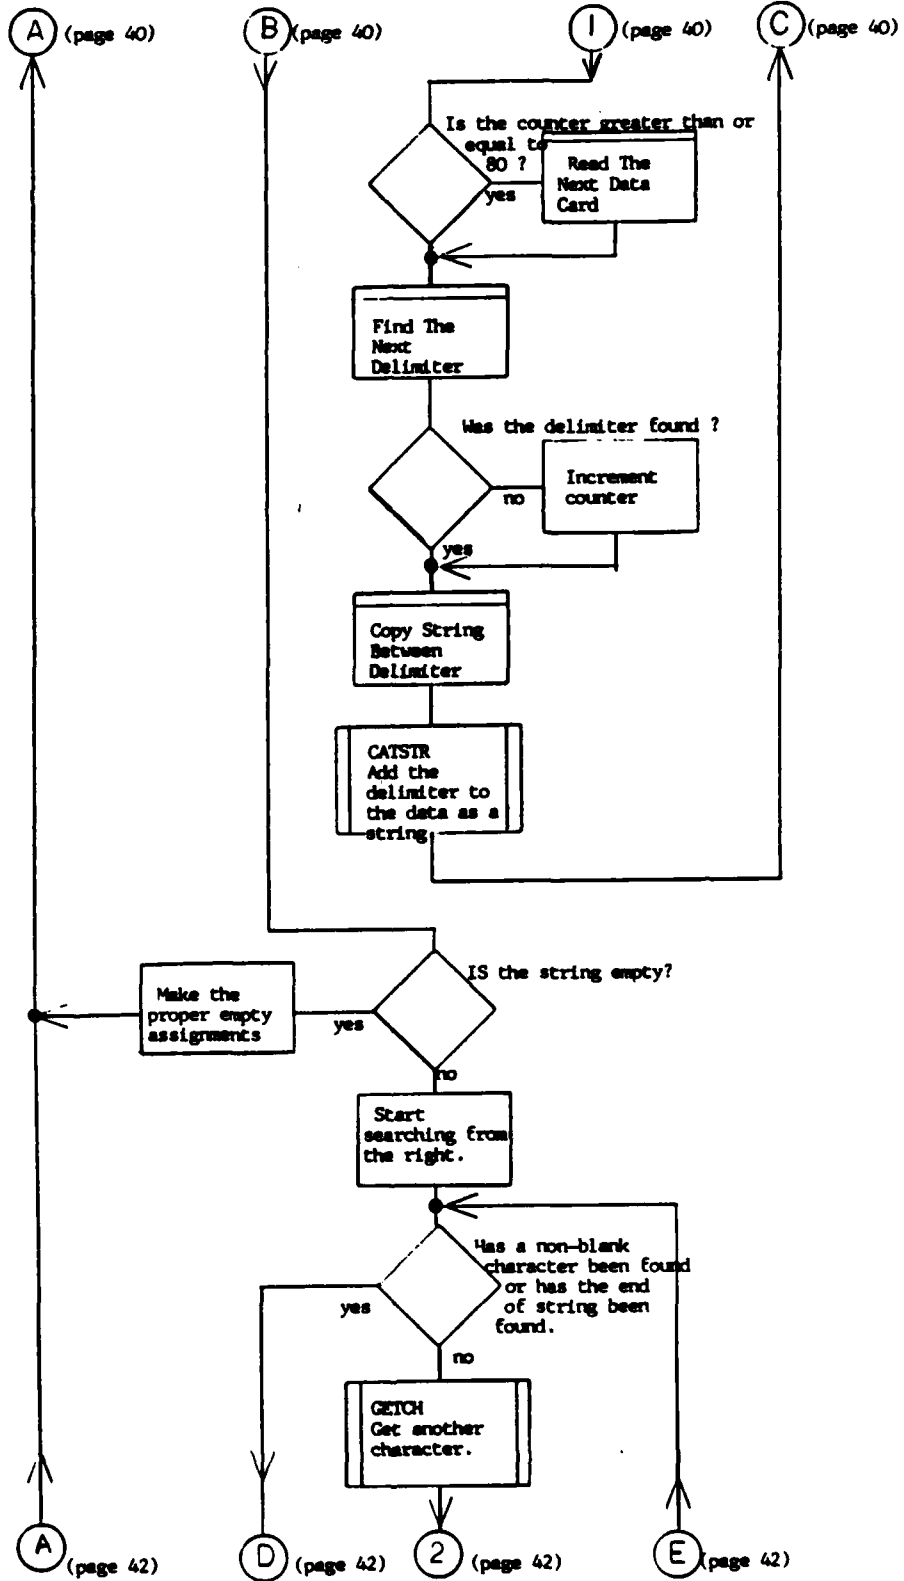 A (page 40)
B (page 40)
1 (page 40)
C (page 40)
Is the counter greater than or
equal to
80 ?
yes
Read The
Next Data
Card
Find The
Next
Delimiter
Was the delimiter found ?
no
Increment
counter
yes
Copy String
Between
Delimiter
CATSTR
Add the
delimiter to
the data as a
string
IS the string empty?
Make the
proper empty
assignments
yes
no
Start
searching from
the right.
Has a non-blank
character been found
or has the end
of string been
found.
yes
no
GETCH
Get another
character.
A (page 42)
D (page 42)
2 (page 42)
E (page 42)